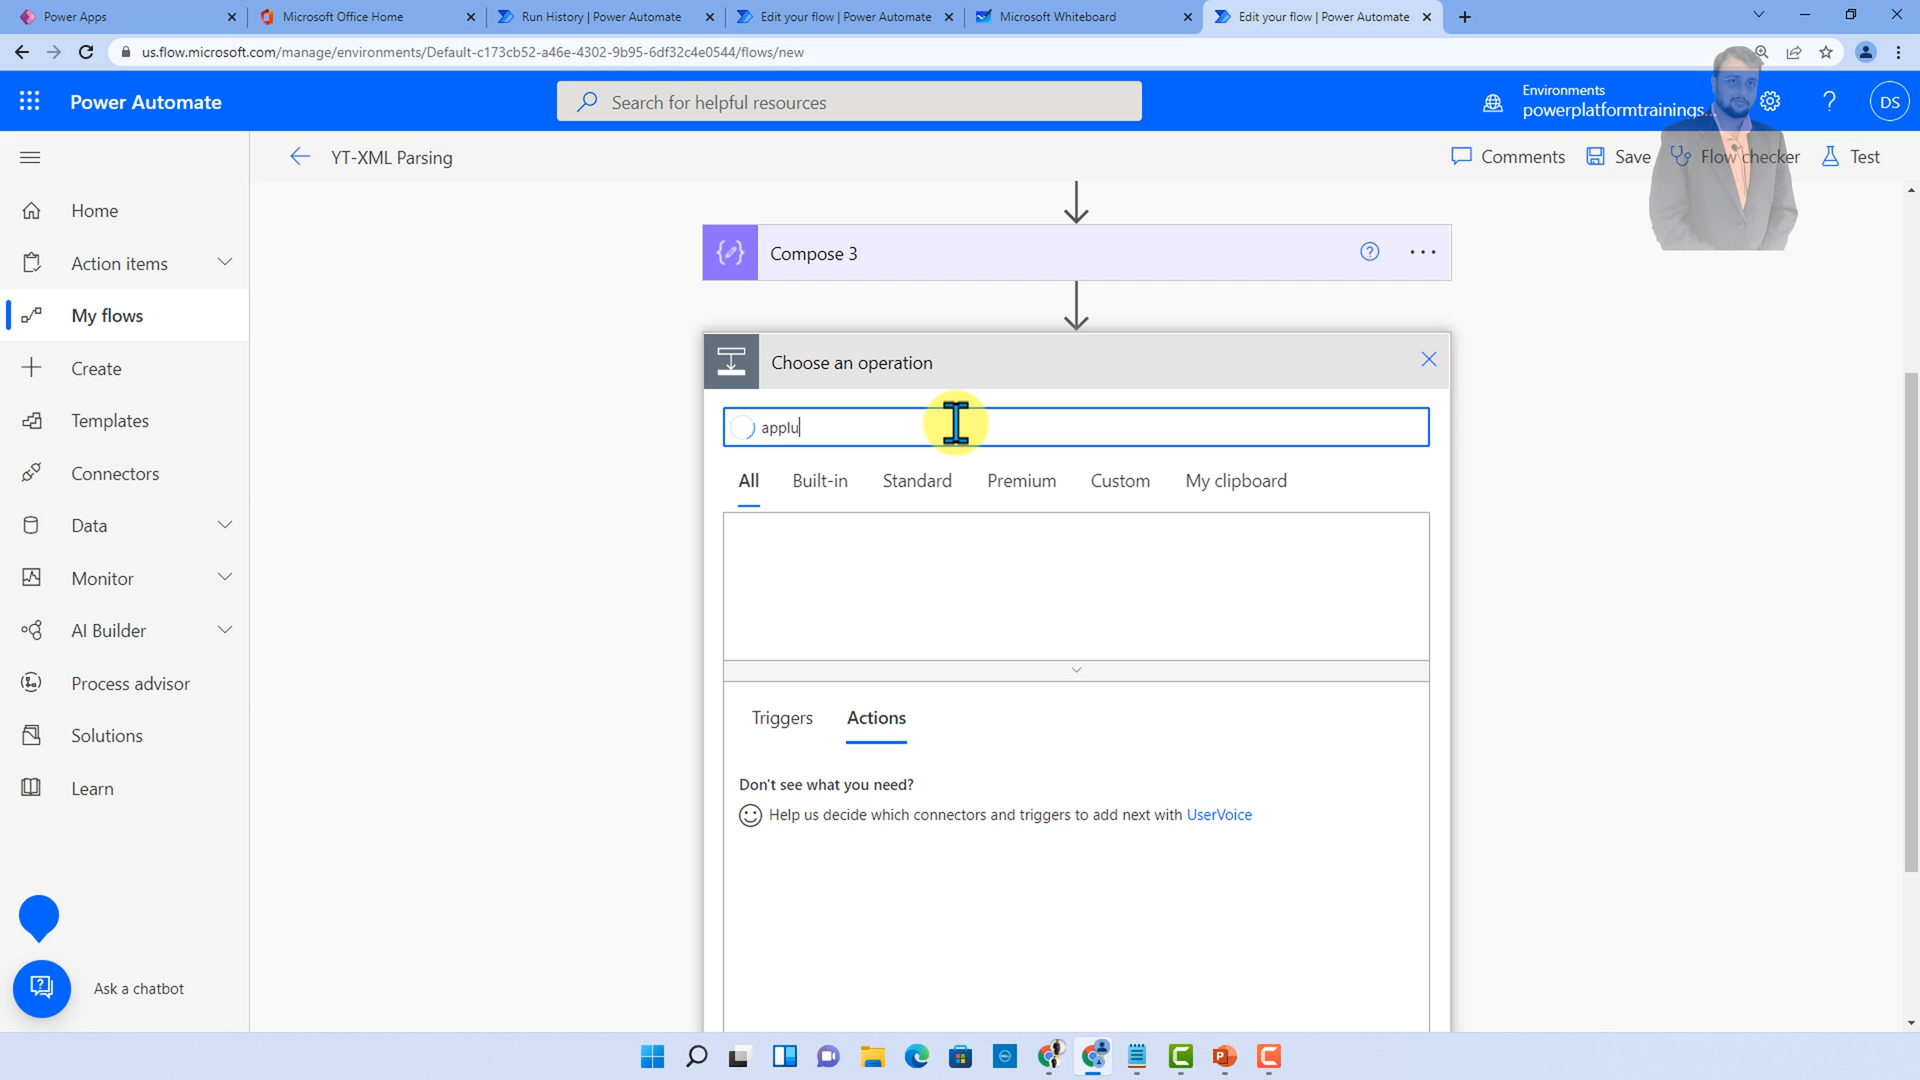 Power Apps
Microsoft Office Home
Run History | Power Automate
Edit your flow | Power Automate
Microsoft Whiteboard
Edit your flow | Power Automate
us.flow.microsoft.com/manage/environments/Default-c173cb52-a46e-4302-9b95-6df32c4e0544/flows/new
Power Automate
Search for helpful resources
Environments
powerplatformtrainings...
DS
YT-XML Parsing
Comments
Save
Flow checker
Test
Home
Action items
My flows
Create
Templates
Connectors
Data
Monitor
AI Builder
Process advisor
Solutions
Learn
Ask a chatbot
Compose 3
Choose an operation
applu
All
Built-in
Standard
Premium
Custom
My clipboard
Triggers
Actions
Don't see what you need?
Help us decide which connectors and triggers to add next with UserVoice